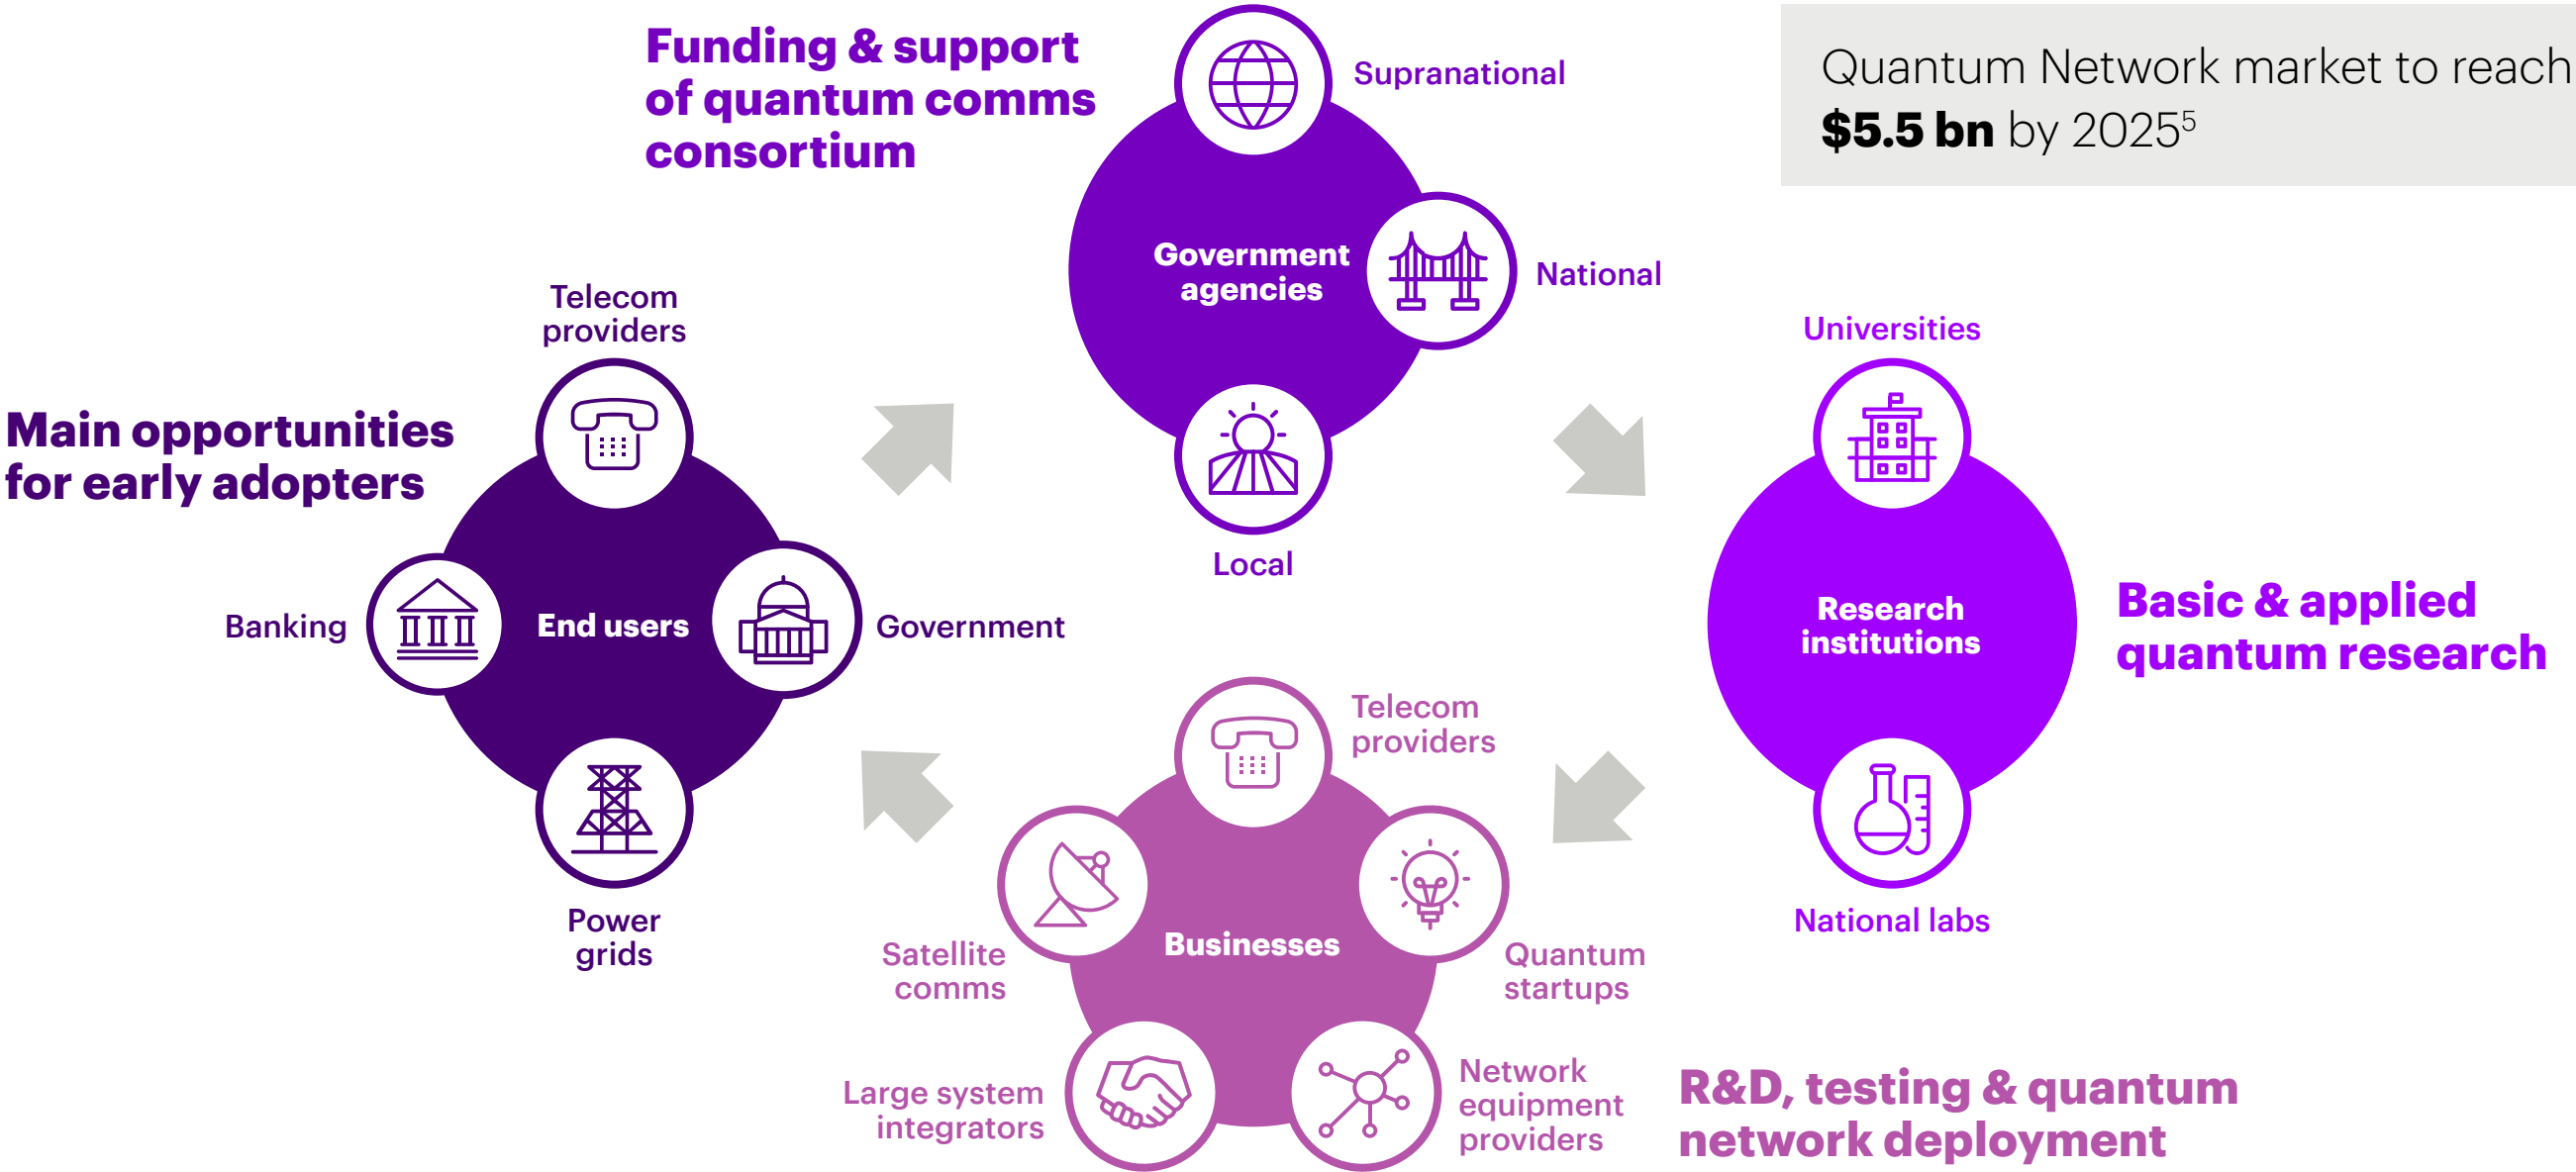 Funding & support
of quantum comms
consortium
Supranational
Government
agencies
National
Local
Quantum Network market to reach
$5.5 bn by 2025⁵
Main opportunities
for early adopters
Telecom
providers
Banking
End users
Government
Power
grids
Universities
Research
institutions
National labs
Basic & applied
quantum research
Telecom
providers
Satellite
comms
Businesses
Quantum
startups
Large system
integrators
Network
equipment
providers
R&D, testing & quantum
network deployment